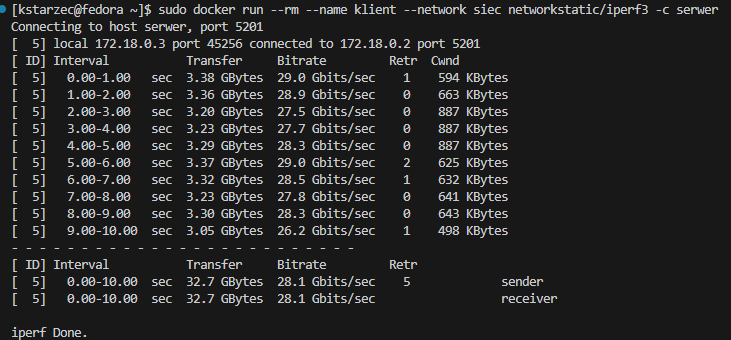 [kstarzec@fedora ~]$ sudo docker run --rm --name klient --network siec networkstatic/iperf3 -c serwer
Connecting to host serwer, port 5201
[  5] local 172.18.0.3 port 45256 connected to 172.18.0.2 port 5201
[ ID] Interval           Transfer     Bitrate         Retr  Cwnd
[  5]   0.00-1.00   sec  3.38 GBytes  29.0 Gbits/sec    1    594 KBytes
[  5]   1.00-2.00   sec  3.36 GBytes  28.9 Gbits/sec    0    663 KBytes
[  5]   2.00-3.00   sec  3.20 GBytes  27.5 Gbits/sec    0    887 KBytes
[  5]   3.00-4.00   sec  3.23 GBytes  27.7 Gbits/sec    0    887 KBytes
[  5]   4.00-5.00   sec  3.29 GBytes  28.3 Gbits/sec    0    887 KBytes
[  5]   5.00-6.00   sec  3.37 GBytes  29.0 Gbits/sec    2    625 KBytes
[  5]   6.00-7.00   sec  3.32 GBytes  28.5 Gbits/sec    1    632 KBytes
[  5]   7.00-8.00   sec  3.23 GBytes  27.8 Gbits/sec    0    641 KBytes
[  5]   8.00-9.00   sec  3.30 GBytes  28.3 Gbits/sec    0    643 KBytes
[  5]   9.00-10.00  sec  3.05 GBytes  26.2 Gbits/sec    1    498 KBytes
- - - - - - - - - - - - - - - - - - - - - - - - -
[ ID] Interval           Transfer     Bitrate         Retr
[  5]   0.00-10.00  sec  32.7 GBytes  28.1 Gbits/sec    5             sender
[  5]   0.00-10.00  sec  32.7 GBytes  28.1 Gbits/sec                  receiver
iperf Done.